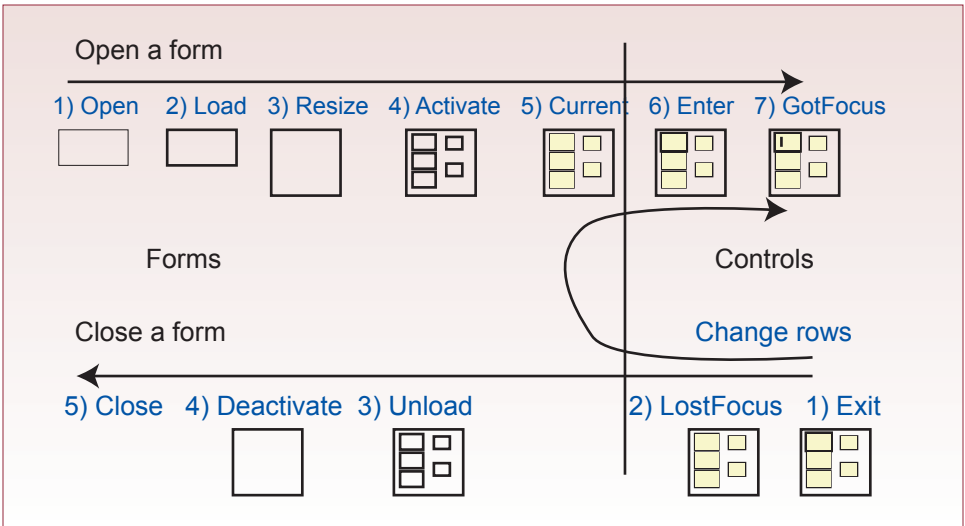 Open a form
1) Open 2) Load 3) Resize 4) Activate 5) Current 6) Enter 7) GotFocus
Forms Controls
Close a form Change rows
5) Close 4) Deactivate 3) Unload 2) LostFocus 1) Exit